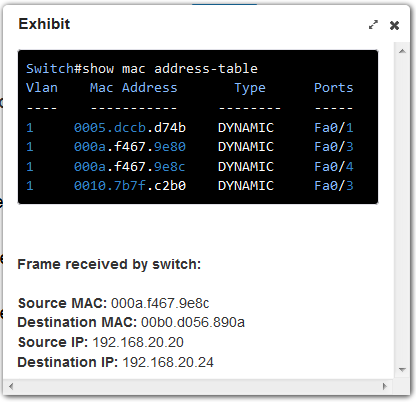 Exhibit
Switch#show mac address-table
Vlan Mac Address Type Ports
---- ----------- -------- -----
1 0005.dccb.d74b DYNAMIC Fa0/1
1 000a.f467.9e80 DYNAMIC Fa0/3
1 000a.f467.9e8c DYNAMIC Fa0/4
1 0010.7b7f.c2b0 DYNAMIC Fa0/3
Frame received by switch:
Source MAC: 000a.f467.9e8c
Destination MAC: 00b0.d056.890a
Source IP: 192.168.20.20
Destination IP: 192.168.20.24